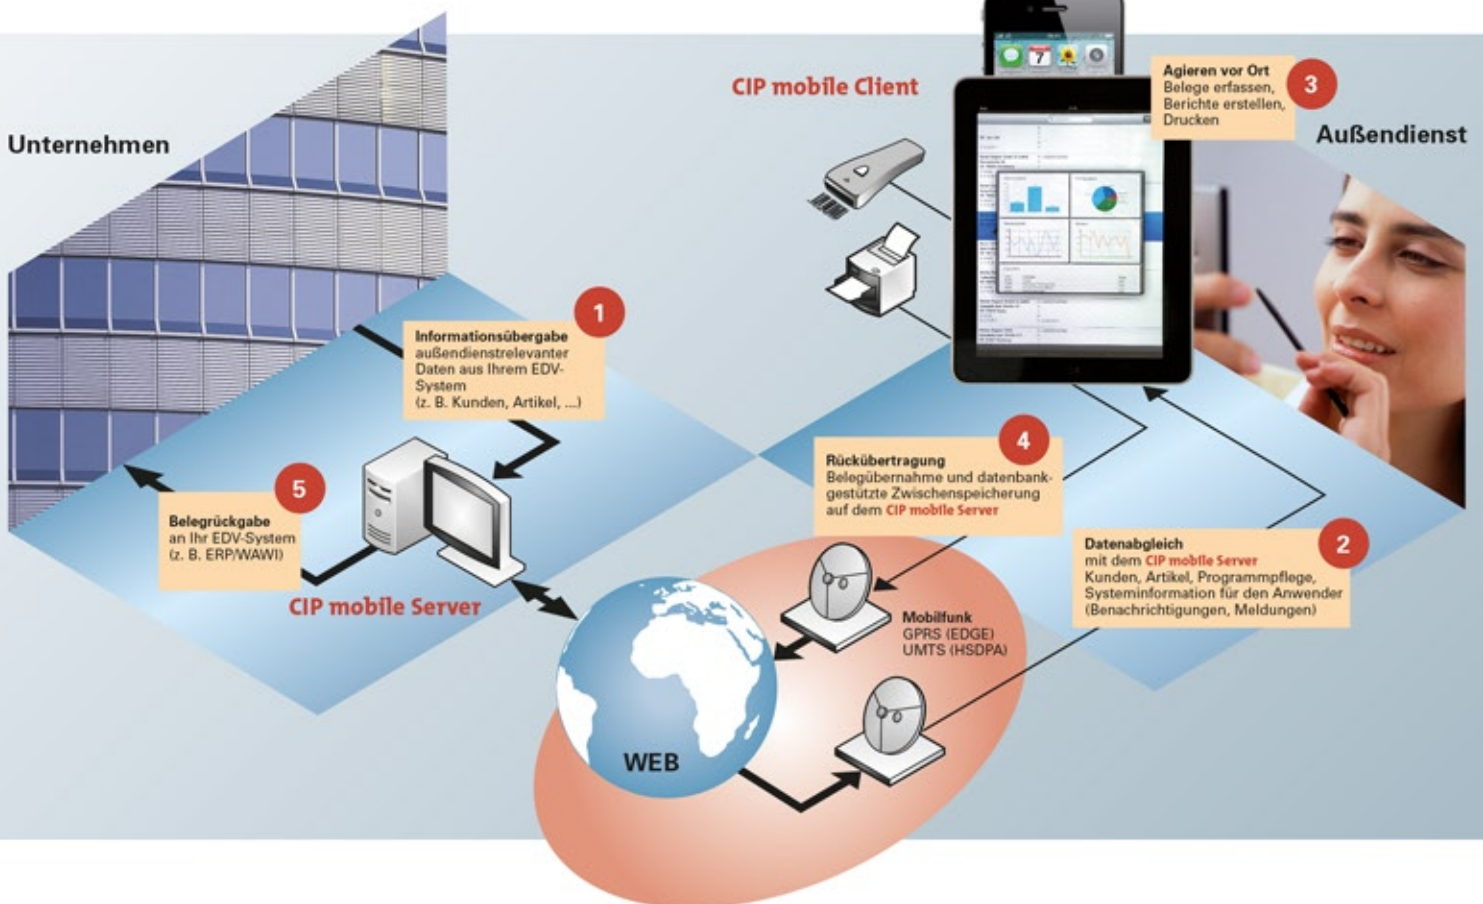 Unternehmen
CIP mobile Client
7
Agieren vor Ort
Belege erfassen,
Berichte erstellen,
Drucken
3
Außendienst
1
Informationsübergabe
außendienstrelevanter
Daten aus Ihrem EDV-
System
(z. B. Kunden, Artikel, ...)
4
Rückübertragung
Belegübernahme und datenbank-
gestützte Zwischenspeicherung
auf dem CIP mobile Server
5
Belegrückgabe
an Ihr EDV-System
(z. B. ERP/WAWI)
2
Datenabgleich
mit dem CIP mobile Server
Kunden, Artikel, Programmpflege,
Systeminformation für den Anwender
(Benachrichtigungen, Meldungen)
CIP mobile Server
Mobilfunk
GPRS (EDGE)
UMTS (HSDPA)
WEB